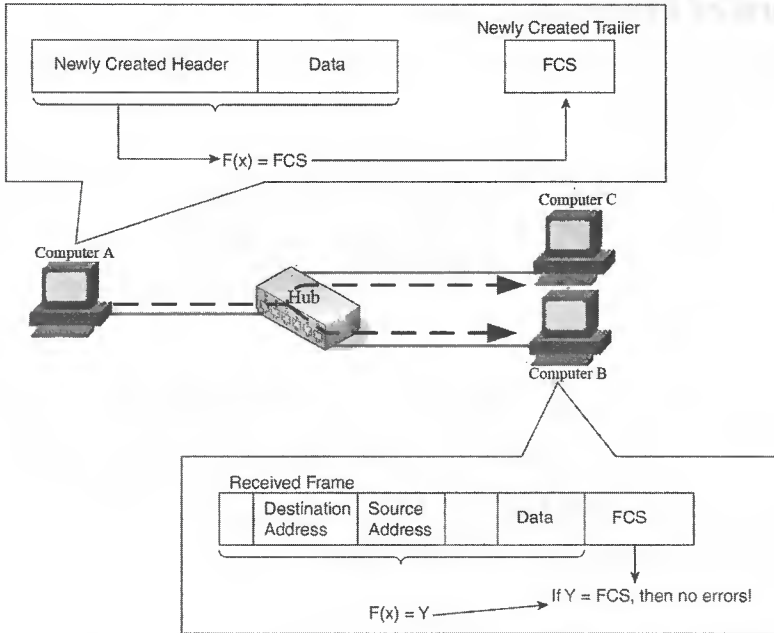 Newly Created Trailer
Newly Created Header
Data
FCS
F(x) = FCS
Computer C
Computer A
Hub
Computer B
Received Frame
Destination
Address
Source
Address
Data
FCS
If Y = FCS, then no errors!
F(x) = Y